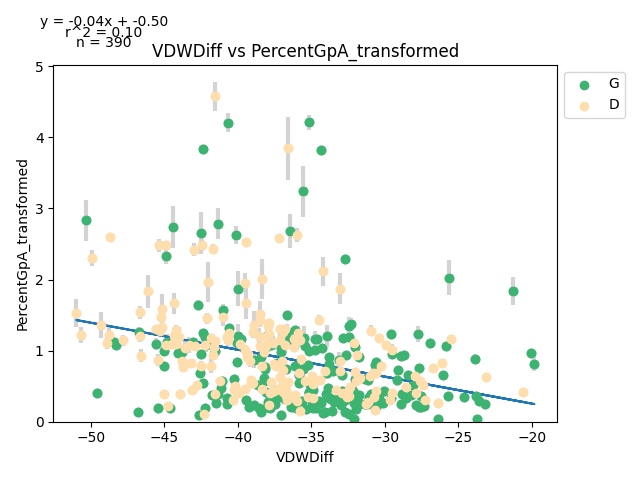 y = -0.04x + -0.50
r^2 = 0.10
n = 390
VDWDiff vs PercentGpA_transformed
G
D
PercentGpA_transformed
5
4
3
2
1
0
−50
−45
−40
−35
−30
−25
−20
VDWDiff